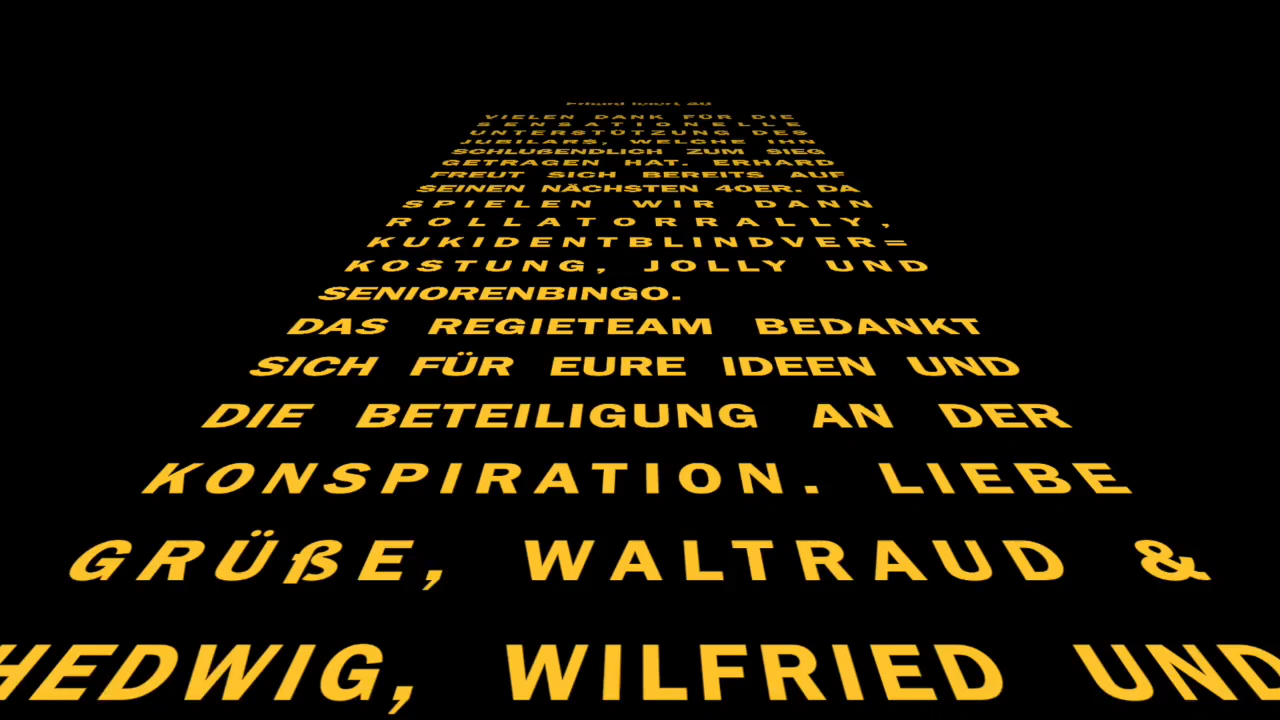 Erhard
VIELEN DANK FÜR DIE
SENSATIONELLE
UNTERSTÜTZUNG DES
JUBILARS, WELCHE IHN
SCHLUßENDLICH ZUM SIEG
GETRAGEN HAT. ERHARD
FREUT SICH BEREITS AUF
SEINEN NÄCHSTEN 40ER. DA
SPIELEN WIR DANN
ROLLATORRALLY,
KUKIDENTBLINDVER=
KOSTUNG, JOLLY UND
SENIORENBINGO.
DAS REGIETEAM BEDANKT
SICH FÜR EURE IDEEN UND
DIE BETEILIGUNG AN DER
KONSPIRATION. LIEBE
GRÜßE, WALTRAUD &
HEDWIG, WILFRIED UND